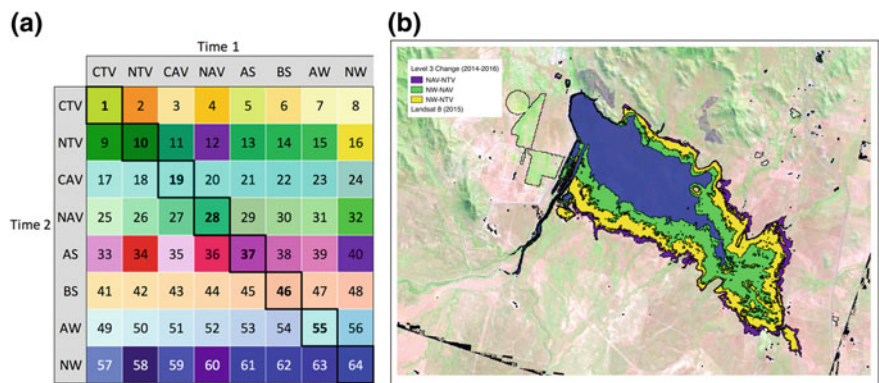 (a)
Time 1
CTV NTV CAV NAV AS BS AW NW
CTV 1 2 3 4 5 6 7 8
NTV 9 10 11 12 13 14 15 16
CAV 17 18 19 20 21 22 23 24
Time 2
NAV 25 26 27 28 29 30 31 32
AS 33 34 35 36 37 38 39 40
BS 41 42 43 44 45 46 47 48
AW 49 50 51 52 53 54 55 56
NW 57 58 59 60 61 62 63 64
(b)
Level 3 Change (2014-2016)
NAV-NTV
NW-NAV
NW-NTV
Landsat 8 (2015)